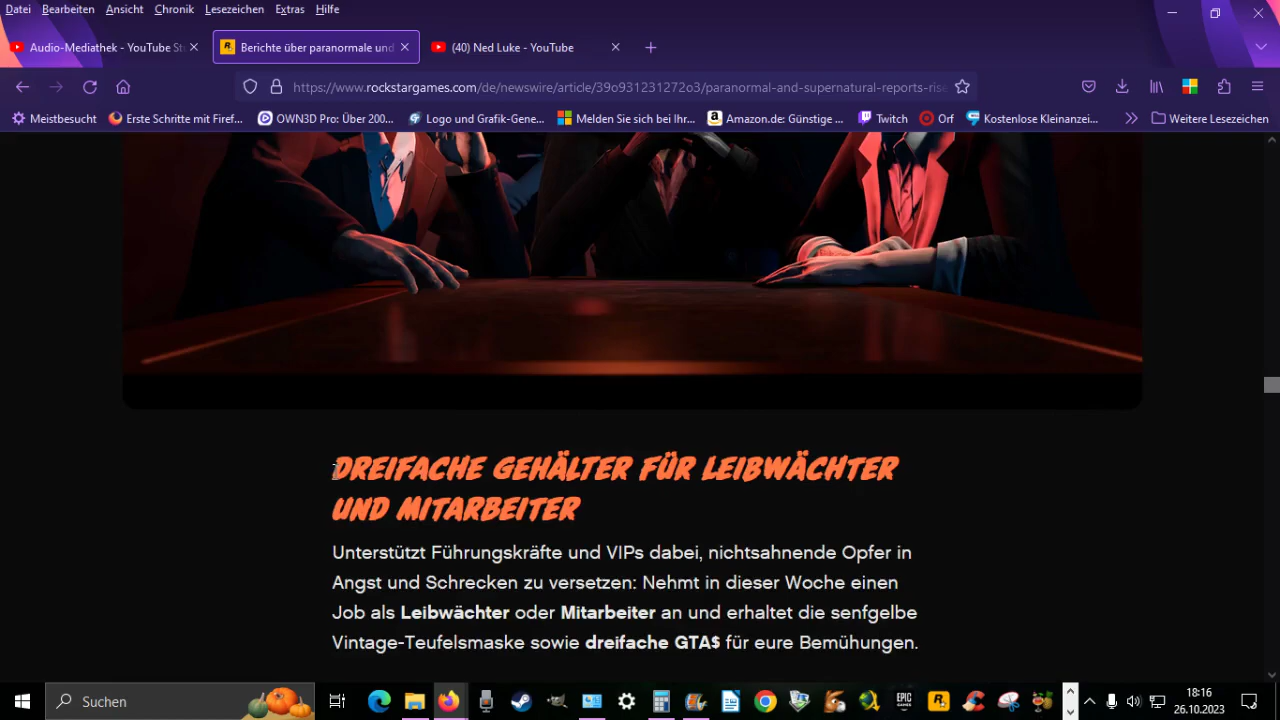 Datei Bearbeiten Ansicht Chronik Lesezeichen Extras Hilfe
Audio-Mediathek - YouTube St
Berichte über paranormale und
(40) Ned Luke - YouTube
https://www.rockstargames.com/de/newswire/article/39o931231272o3/paranormal-and-supernatural-reports-rise
Meistbesucht
Erste Schritte mit Firef...
OWN3D Pro: Über 200...
Logo und Grafik-Gene...
Melden Sie sich bei Ihr...
Amazon.de: Günstige ...
Twitch
Orf
Kostenlose Kleinanzei...
Weitere Lesezeichen
DREIFACHE GEHÄLTER FÜR LEIBWÄCHTER
UND MITARBEITER
Unterstützt Führungskräfte und VIPs dabei, nichtsahnende Opfer in
Angst und Schrecken zu versetzen: Nehmt in dieser Woche einen
Job als Leibwächter oder Mitarbeiter an und erhaltet die senfgelbe
Vintage-Teufelsmaske sowie dreifache GTA$ für eure Bemühungen.
Suchen
EPIC GAMES
18:16
26.10.2023